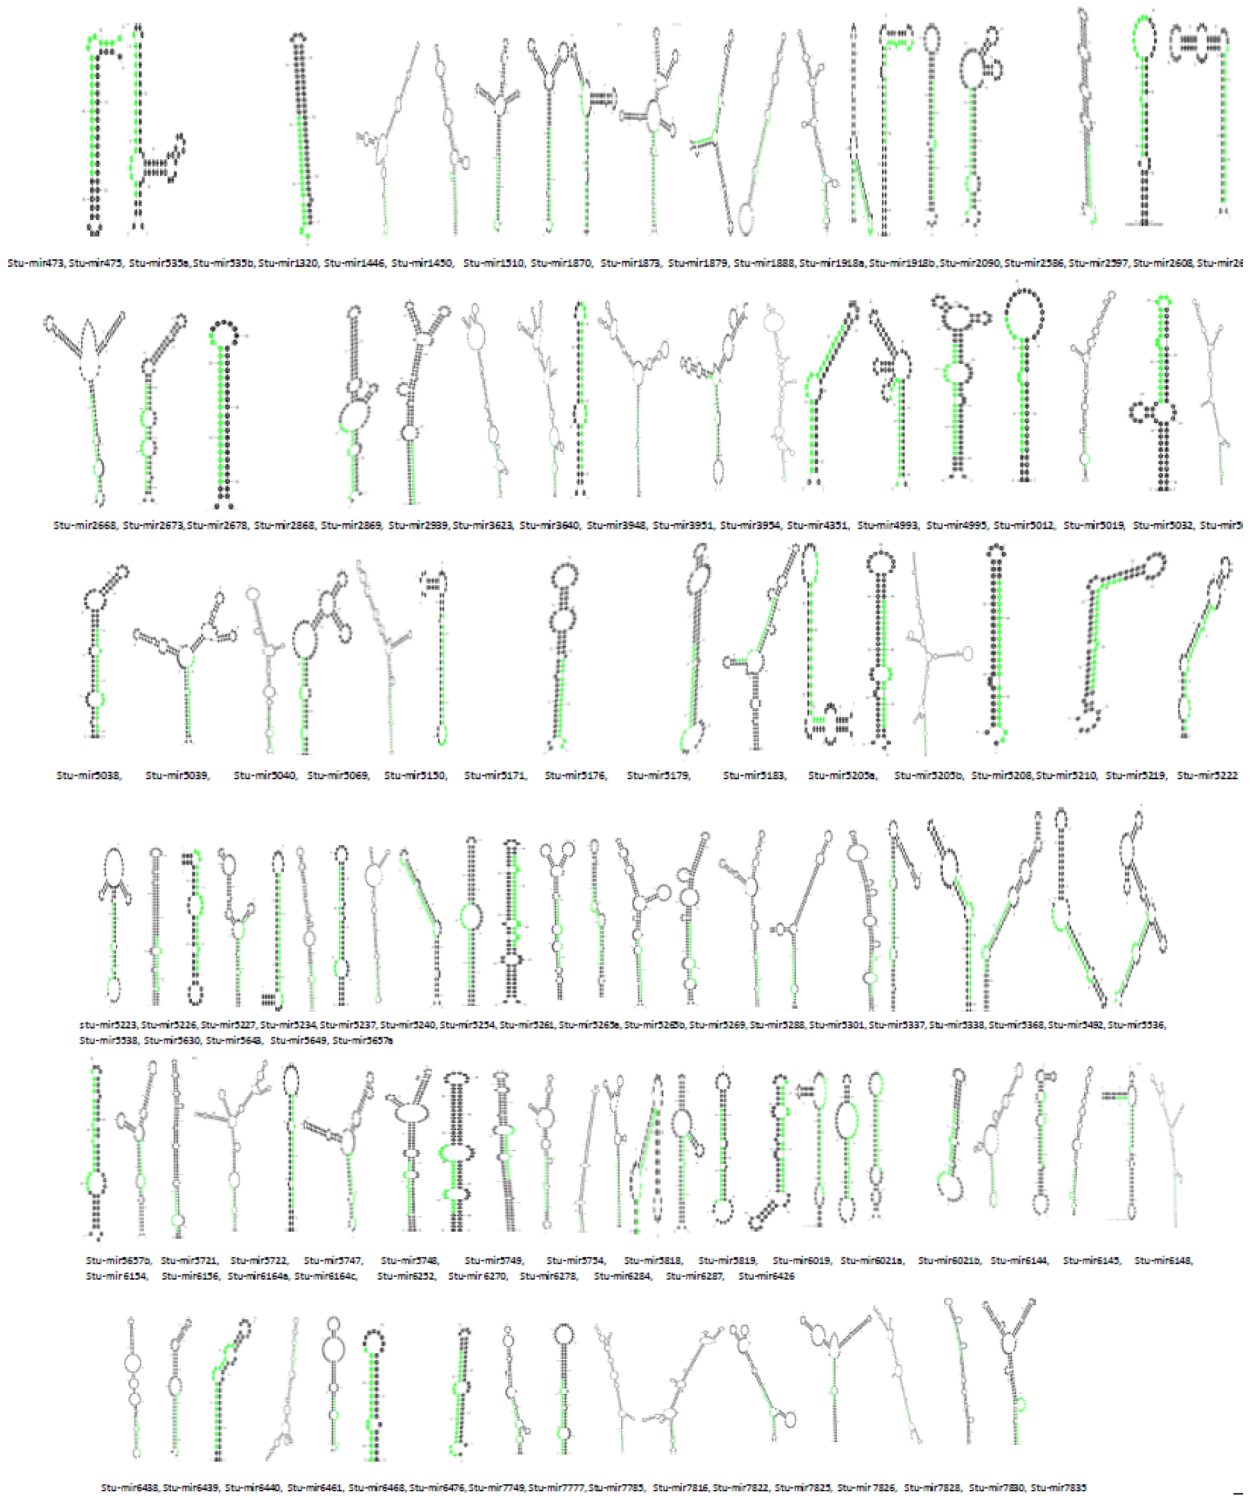 Stu-mir473, Stu-mir475, Stu-mir535a, Stu-mir535b, Stu-mir1320, Stu-mir1446, Stu-mir1450, Stu-mir1510, Stu-mir1870, Stu-mir1873, Stu-mir1879, Stu-mir1888, Stu-mir1918a, Stu-mir1918b, Stu-mir2090, Stu-mir2586, Stu-mir2597, Stu-mir2608,
Stu-mir2668, Stu-mir2673, Stu-mir2678, Stu-mir2868, Stu-mir2869, Stu-mir2939, Stu-mir3623, Stu-mir3640, Stu-mir3948, Stu-mir3951, Stu-mir3954, Stu-mir4351, Stu-mir4993, Stu-mir4995, Stu-mir5012, Stu-mir5019, Stu-mir5032,
Stu-mir5038, Stu-mir5039, Stu-mir5040, Stu-mir5069, Stu-mir5150, Stu-mir5171, Stu-mir5176, Stu-mir5179, Stu-mir5183, Stu-mir5205a, Stu-mir5205b, Stu-mir5208, Stu-mir5210, Stu-mir5219, Stu-mir5222
stu-mir5223, Stu-mir5226, Stu-mir5227, Stu-mir5234, Stu-mir5237, Stu-mir5240, Stu-mir5254, Stu-mir5261, Stu-mir5265a, Stu-mir5265b, Stu-mir5269, Stu-mir5288, Stu-mir5301, Stu-mir5337, Stu-mir5338, Stu-mir5368, Stu-mir5492, Stu-mir5536,
Stu-mir5538, Stu-mir5630, Stu-mir5648, Stu-mir5649, Stu-mir5657a
Stu-mir5657b, Stu-mir5721, Stu-mir5722, Stu-mir5747, Stu-mir5748, Stu-mir5749, Stu-mir5754, Stu-mir5818, Stu-mir5819, Stu-mir6019, Stu-mir6021a, Stu-mir6021b, Stu-mir6144, Stu-mir6145, Stu-mir6148,
Stu-mir6154, Stu-mir6156, Stu-mir6164a, Stu-mir6164c, Stu-mir6252, Stu-mir6270, Stu-mir6278, Stu-mir6284, Stu-mir6287, Stu-mir6426
Stu-mir6438, Stu-mir6439, Stu-mir6440, Stu-mir6461, Stu-mir6468, Stu-mir6476, Stu-mir7749, Stu-mir7777, Stu-mir7785, Stu-mir7816, Stu-mir7822, Stu-mir7825, Stu-mir7826, Stu-mir7828, Stu-mir7830, Stu-mir7835